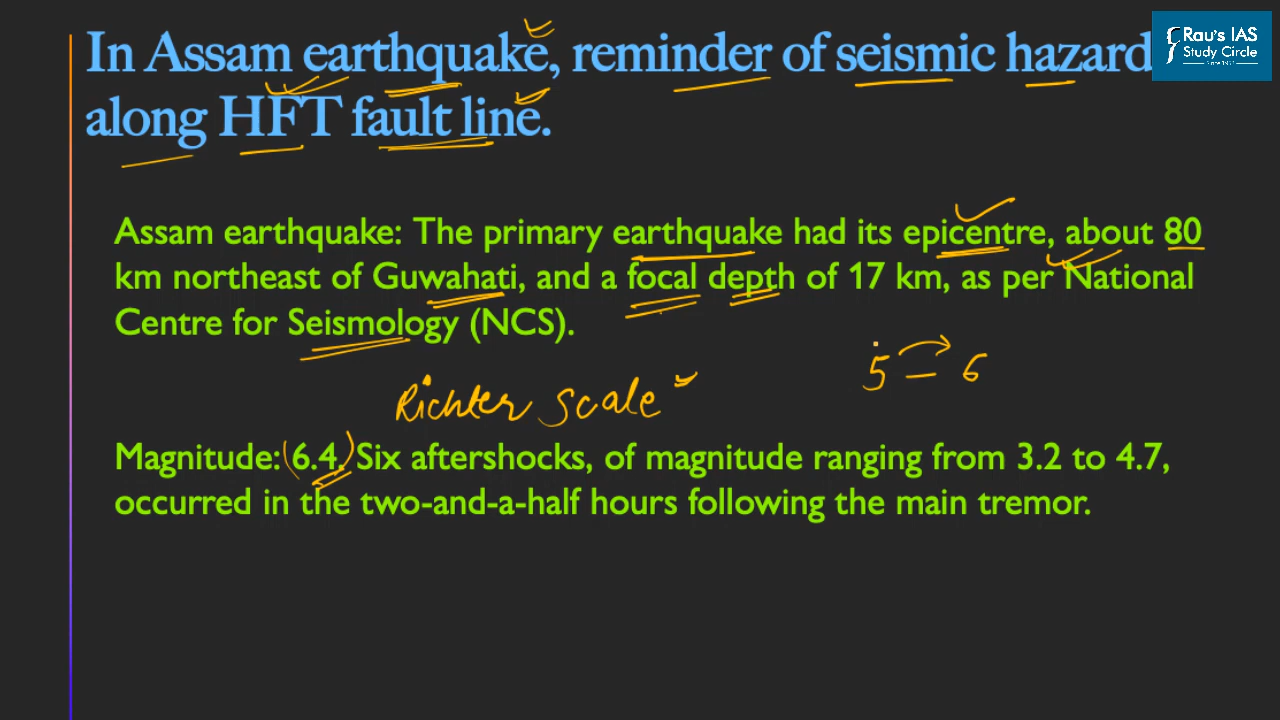 In Assam earthquake, reminder of seismic hazard
along HFT fault line.
Rau's IAS
Study Circle
Since 1953
Assam earthquake: The primary earthquake had its epicentre, about 80
km northeast of Guwahati, and a focal depth of 17 km, as per National
Centre for Seismology (NCS).
5 — 6
Richter scale
Magnitude: (6.4.) Six aftershocks, of magnitude ranging from 3.2 to 4.7,
occurred in the two-and-a-half hours following the main tremor.